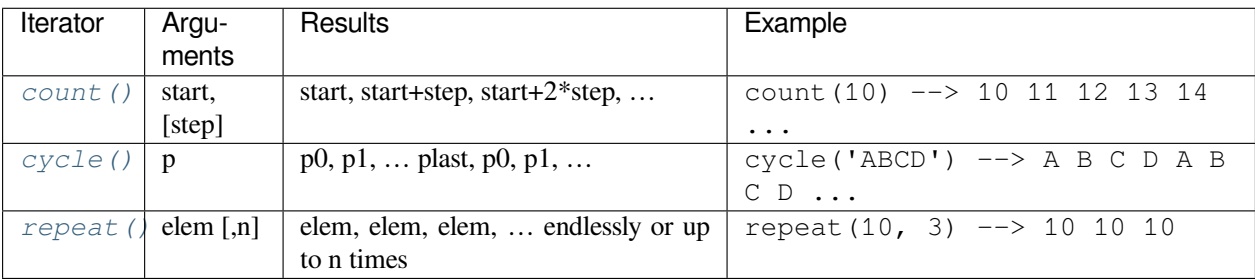 Iterator Argu- Results Example
ments
count() start, start, start+step, start+2*step, … count(10) --> 10 11 12 13 14
[step] ...
cycle() p p0, p1, … plast, p0, p1, … cycle('ABCD') --> A B C D A B
C D ...
repeat() elem [,n] elem, elem, elem, … endlessly or up repeat(10, 3) --> 10 10 10
to n times